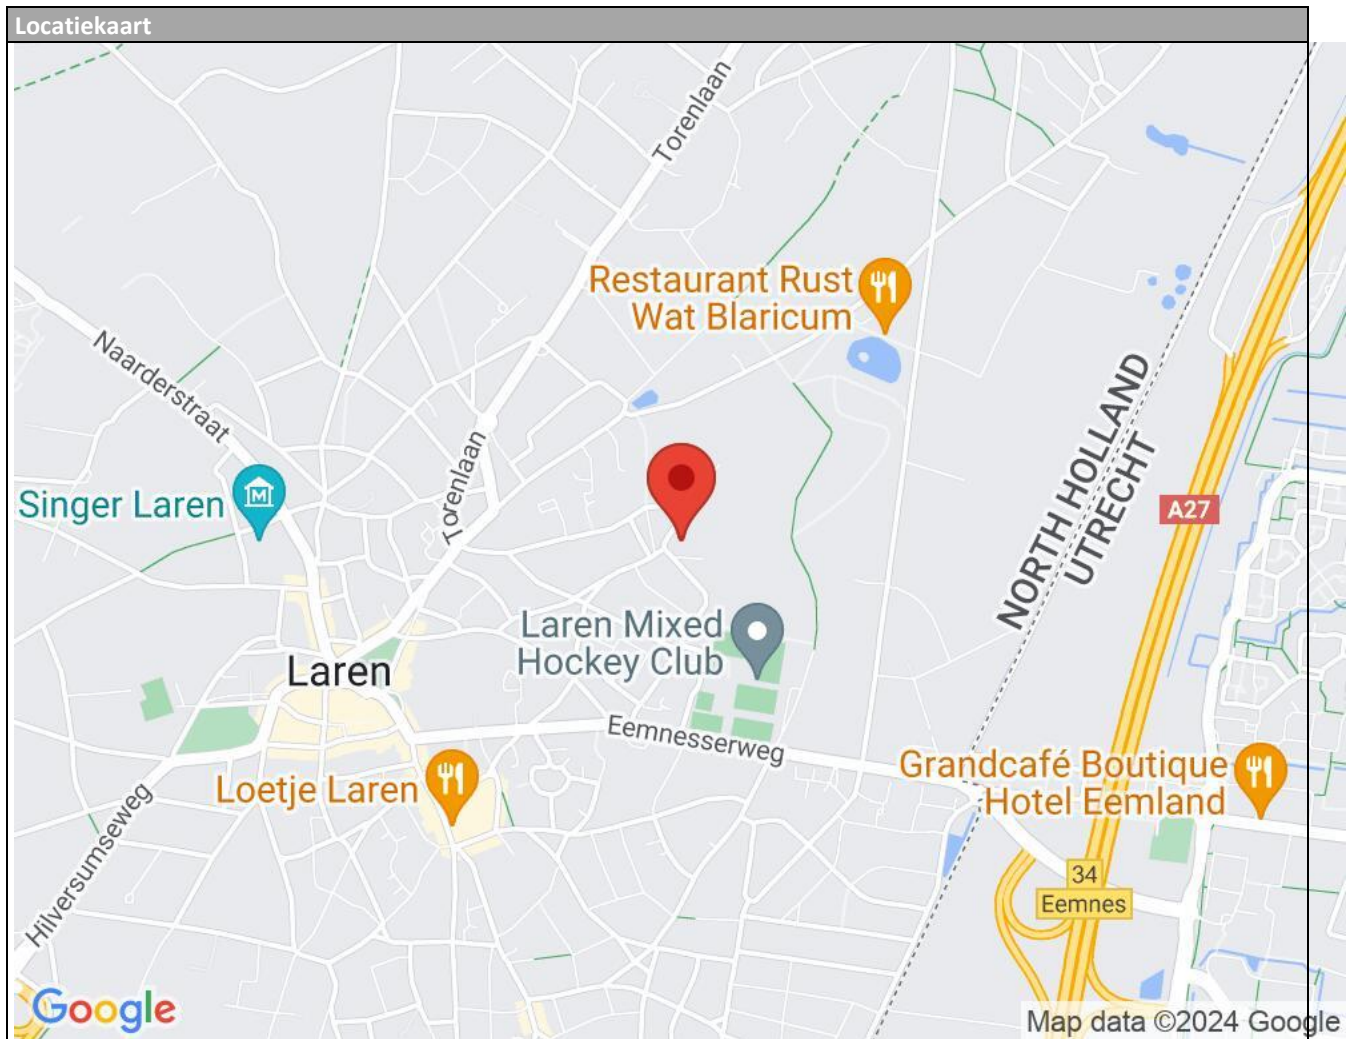 Locatiekaart
Torenlaan
Restaurant Rust
Wat Blaricum
Naarderstraat
NORTH HOLLAND
UTRECHT
Torenlaan
Singer Laren
M
A27
Laren Mixed
Hockey Club
Laren
Eemnesserweg
Grandcafé Boutique
Hotel Eemland
Loetje Laren
Hilversumseweg
34
Eemnes
Google
Map data ©2024 Google